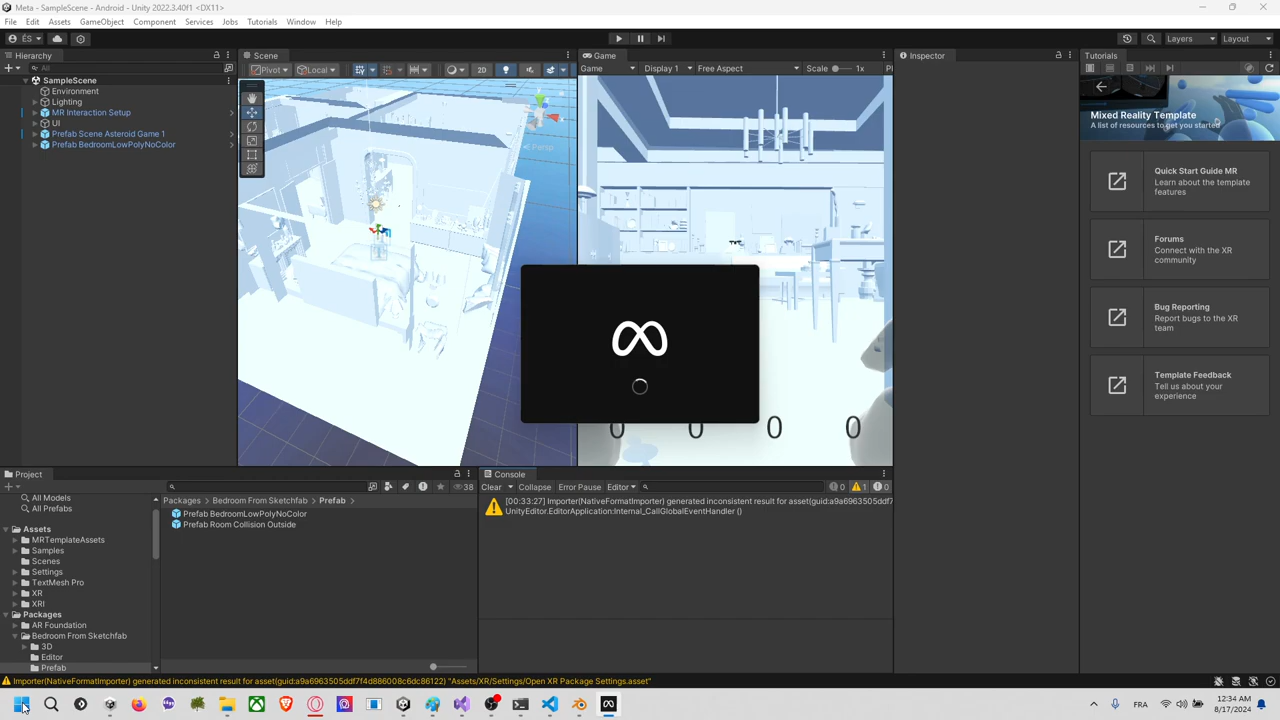 Meta - SampleScene - Android - Unity 2022.3.40f1 <DX11>
File Edit Assets GameObject Component Services Jobs Tutorials Window Help
ÉS Layers Layout
Hierarchy
All
SampleScene
Environment
Lighting
MR Interaction Setup
UI
Prefab Scene Asteroid Game 1
Prefab BedroomLowPolyNoColor
Scene
Pivot Local 2D
Persp
Game
Game Display 1 Free Aspect Scale 1x Pl
0 0 0 0
Inspector
Tutorials
Mixed Reality Template
A list of resources to get you started
Quick Start Guide MR
Learn about the template
features
Forums
Connect with the XR
community
Bug Reporting
Report bugs to the XR
team
Template Feedback
Tell us about your
experience
Project
38
All Models
All Prefabs
Assets
MRTemplateAssets
Samples
Scenes
Settings
TextMesh Pro
XR
XRI
Packages
AR Foundation
Bedroom From Sketchfab
3D
Editor
Prefab
Packages > Bedroom From Sketchfab > Prefab >
Prefab BedroomLowPolyNoColor
Prefab Room Collision Outside
Console
Clear Collapse Error Pause Editor 0 1 0
[00:33:27] Importer(NativeFormatImporter) generated inconsistent result for asset(guid:a9a6963505ddf7
UnityEditor.EditorApplication:Internal_CallGlobalEventHandler ()
Importer(NativeFormatImporter) generated inconsistent result for asset(guid:a9a6963505ddf7f4d886008c6dc86122) "Assets/XR/Settings/Open XR Package Settings.asset"
FRA
12:34 AM
8/17/2024